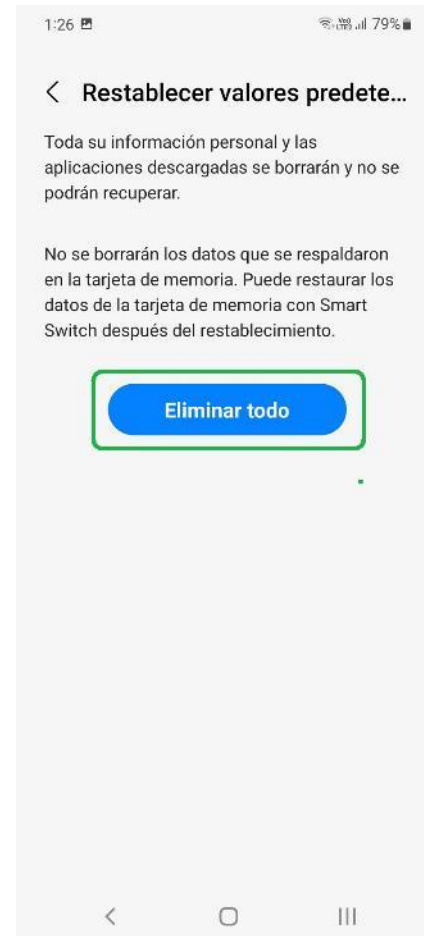 1:26 79%
Restablecer valores predete...
Toda su información personal y las
aplicaciones descargadas se borrarán y no se
podrán recuperar.
No se borrarán los datos que se respaldaron
en la tarjeta de memoria. Puede restaurar los
datos de la tarjeta de memoria con Smart
Switch después del restablecimiento.
Eliminar todo